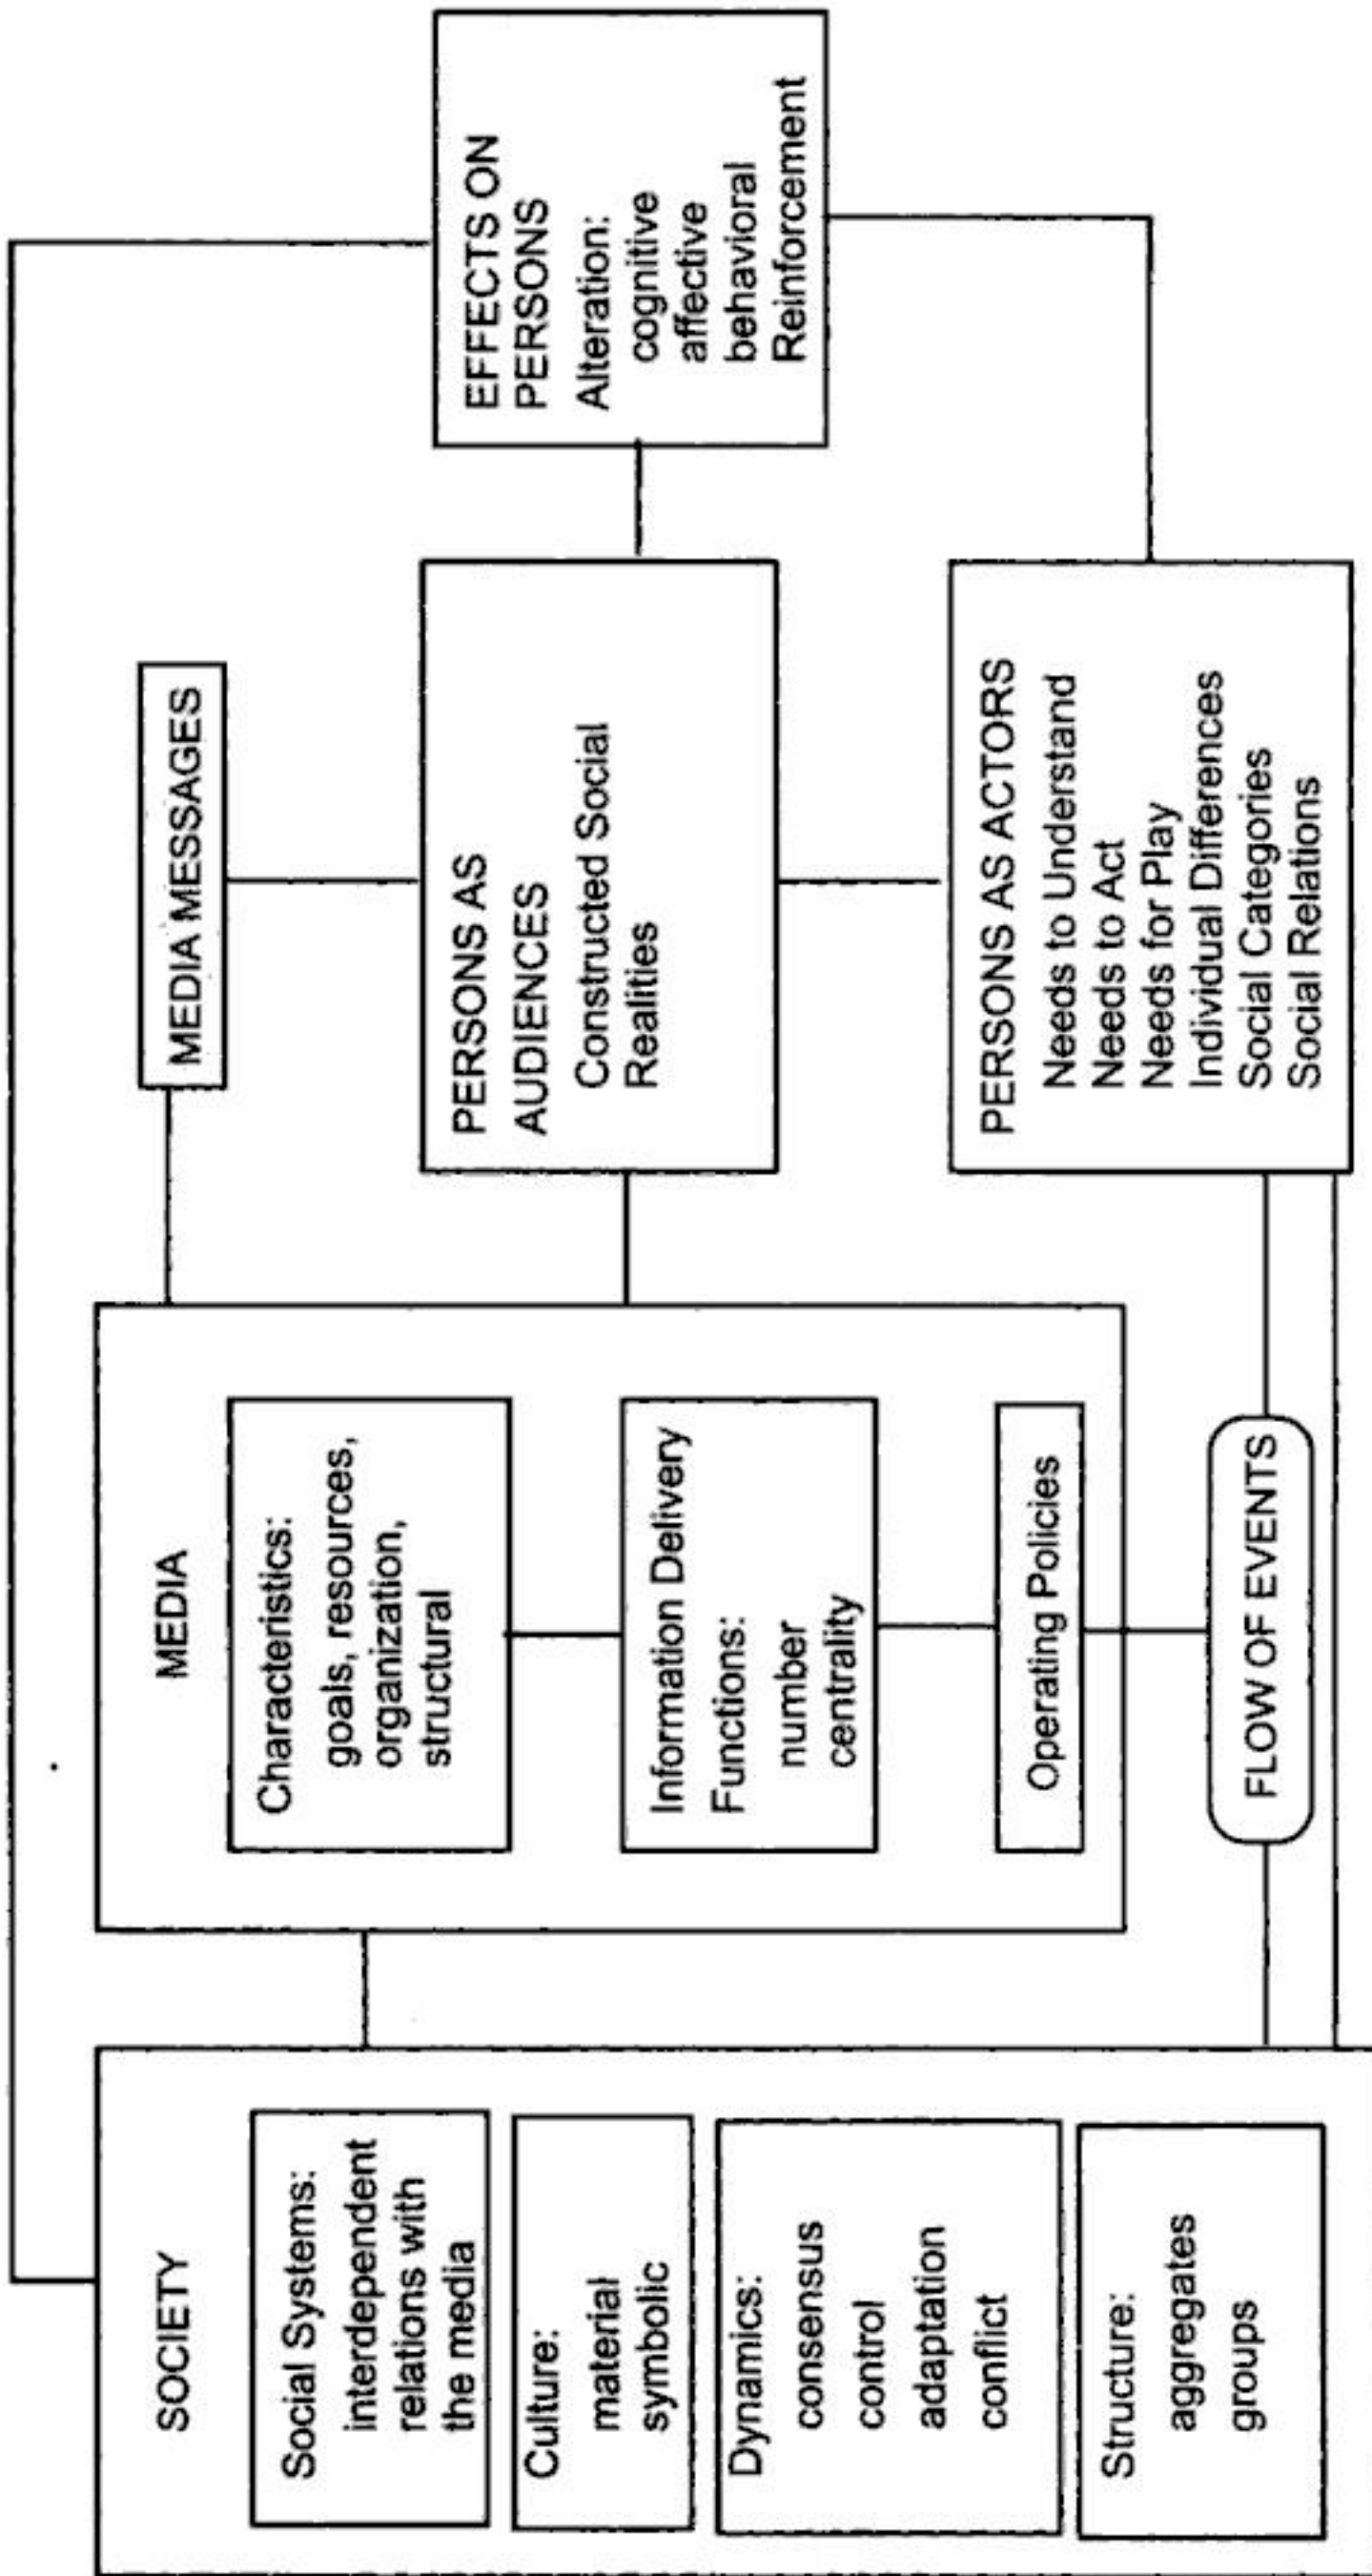 SOCIETY
Social Systems:
interdependent
relations with
the media
Culture:
material
symbolic
Dynamics:
consensus
control
adaptation
conflict
Structure:
aggregates
groups
MEDIA
Characteristics:
goals, resources,
organization,
structural
Information Delivery
Functions:
number
centrality
Operating Policies
FLOW OF EVENTS
MEDIA MESSAGES
PERSONS AS
AUDIENCES
Constructed Social
Realities
PERSONS AS ACTORS
Needs to Understand
Needs to Act
Needs for Play
Individual Differences
Social Categories
Social Relations
EFFECTS ON
PERSONS
Alteration:
cognitive
affective
behavioral
Reinforcement